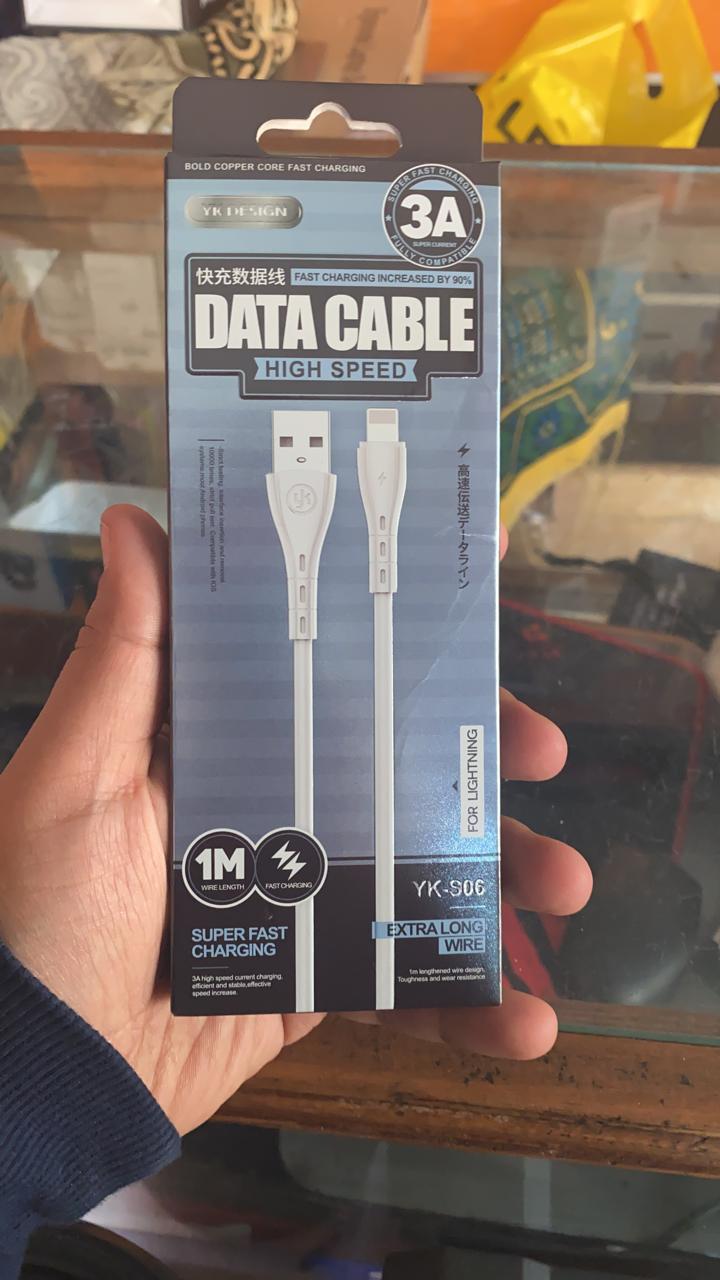 BOLD COPPER CORE FAST CHARGING
YK DESIGN
SUPER FAST CHARGING
3A
SUPER CURRENT
FULLY COMPATIBLE
快充数据线
FAST CHARGING INCREASED BY 90%
DATA CABLE
HIGH SPEED
高速伝送データライン
FOR LIGHTNING
1M
WIRE LENGTH
FAST CHARGING
YK-S06
SUPER FAST
CHARGING
3A high speed current charging,
efficient and stable,effective
speed increase.
EXTRA LONG
WIRE
1m lengthened wire design,
Toughness and wear resistance